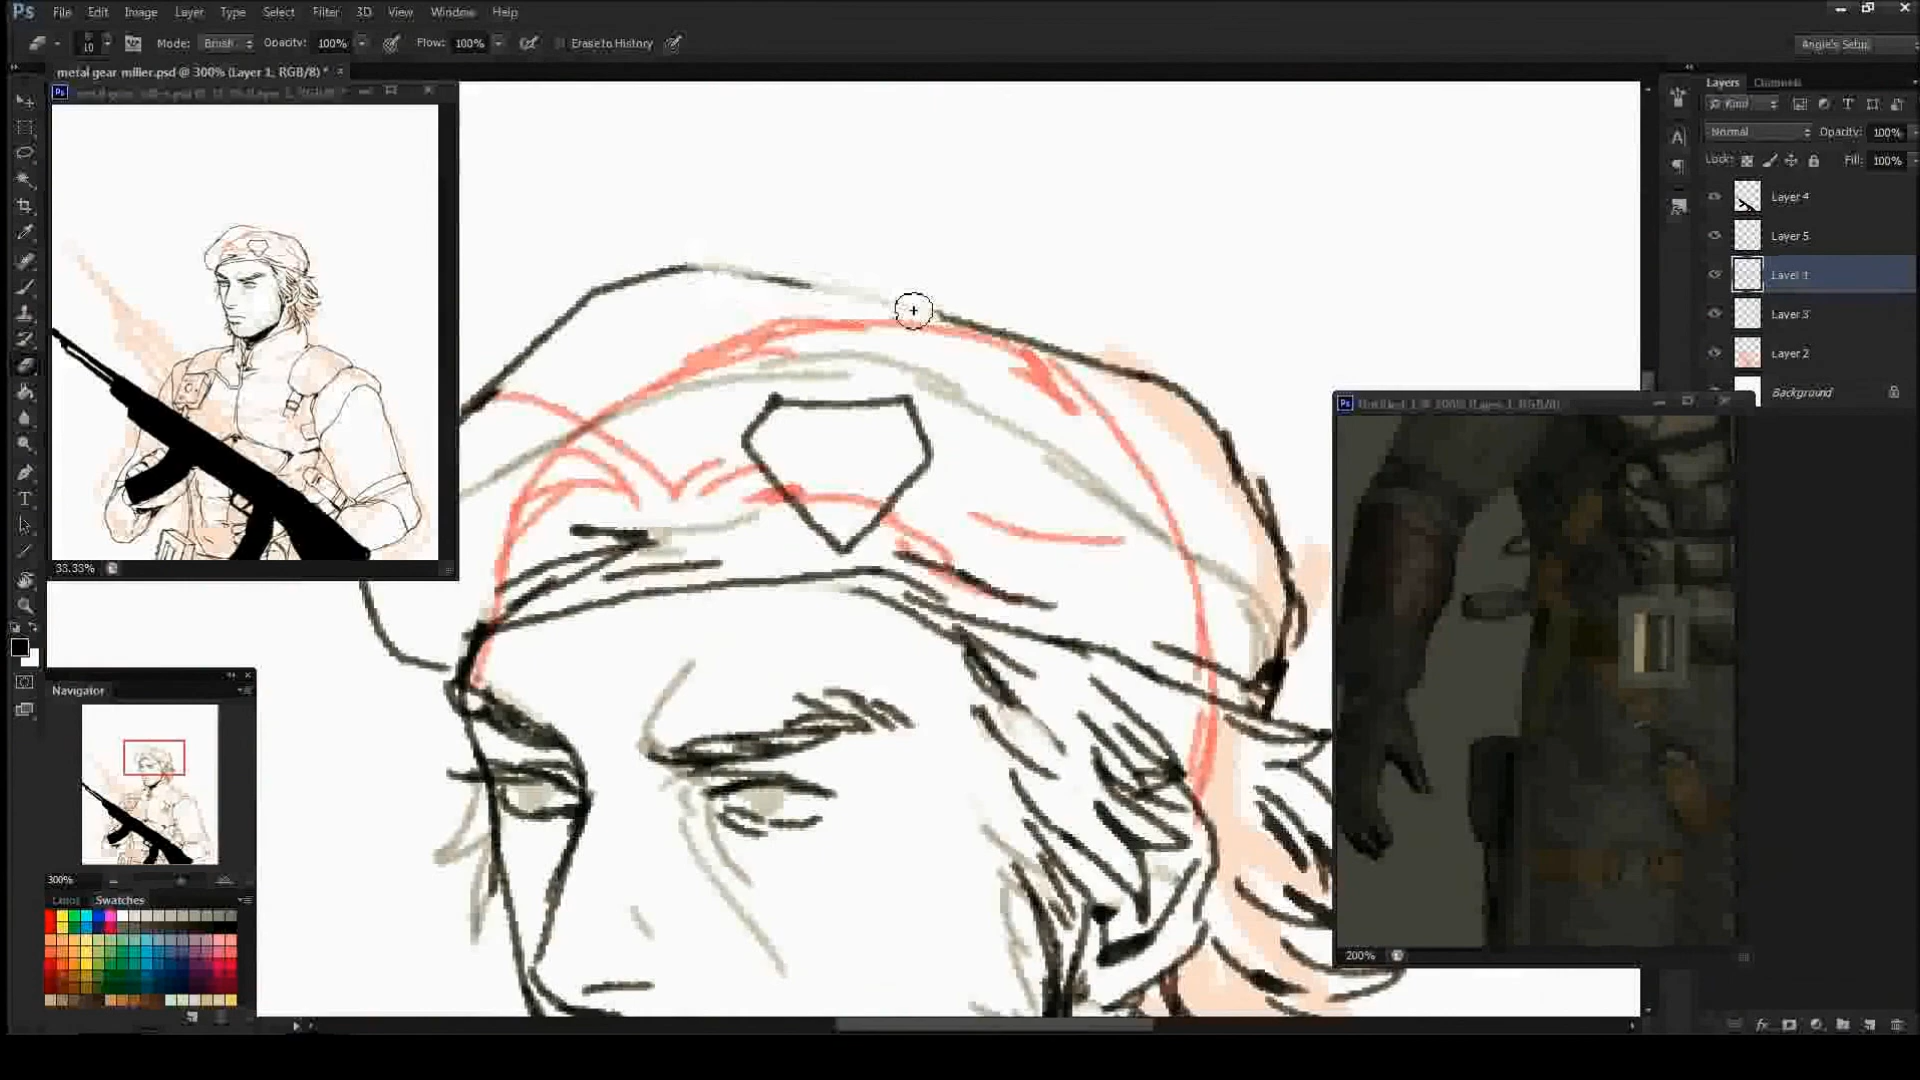 Ps File Edit Image Layer Type Select Filter 3D View Window Help
10 Mode: Brush Opacity: 100% Flow: 100% Erase to History Angie's Setup
metal gear miller.psd @ 300% (Layer 1, RGB/8) *
Layers Channels
Kind
Normal Opacity: 100%
Lock: Fill: 100%
Layer 4
Layer 5
Layer 1
Layer 3
Layer 2
Background
Untitled-1 @ 200% (Layer 1, RGB/8)
33.33%
Navigator
300%
Color Swatches
200%